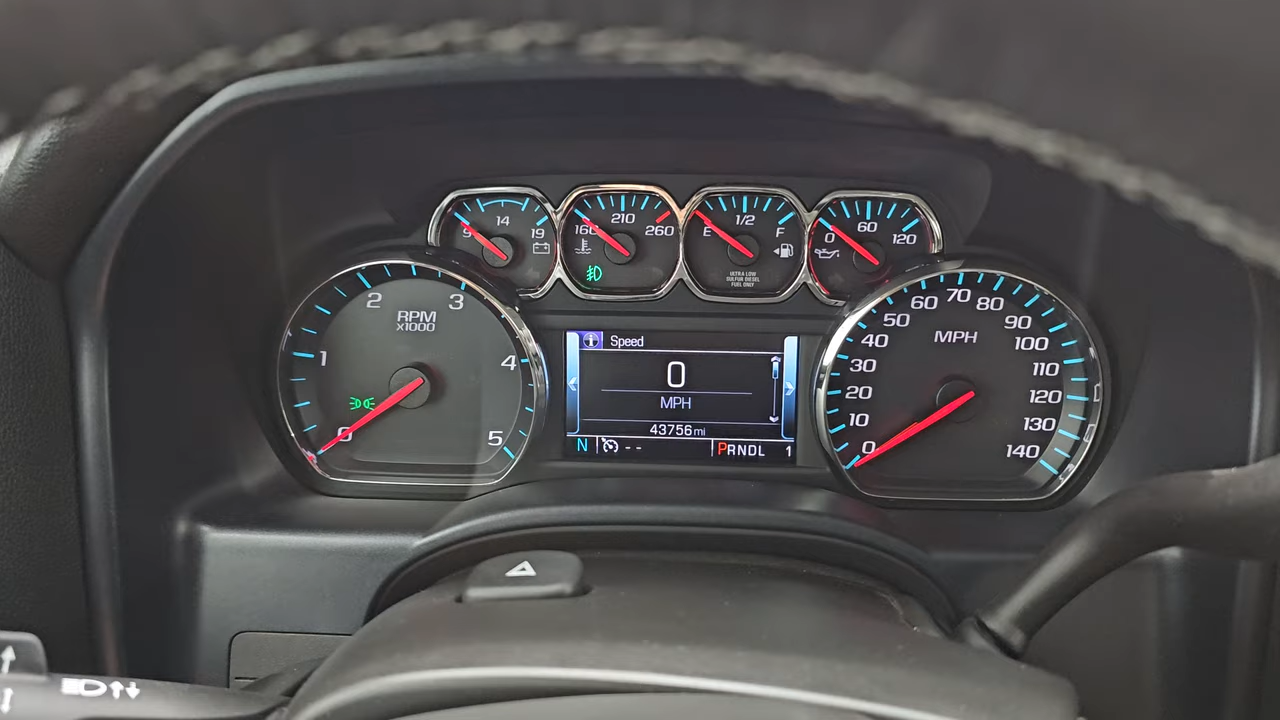 9 14 19
160 210 260
E 1/2 F
ULTRA LOW
SULFUR DIESEL
FUEL ONLY
0 60 120
RPM
x1000
0 1 2 3 4 5
Speed
0
MPH
43756 mi
N -- PRNDL 1
MPH
0 10 20 30 40 50 60 70 80 90 100 110 120 130 140